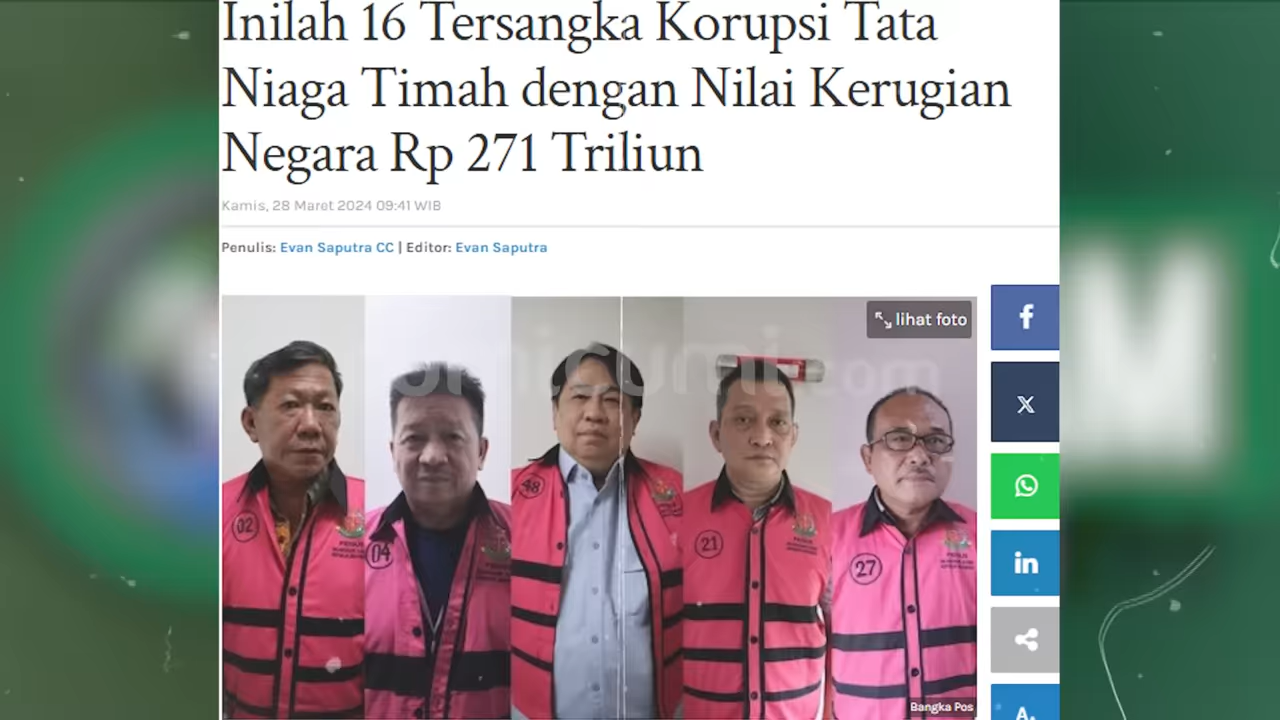 Inilah 16 Tersangka Korupsi Tata
Niaga Timah dengan Nilai Kerugian
Negara Rp 271 Triliun
Kamis, 28 Maret 2024 09:41 WIB
Penulis: Evan Saputra CC | Editor: Evan Saputra
lihat foto
02
04
48
21
27
Bangka Pos
A.
M